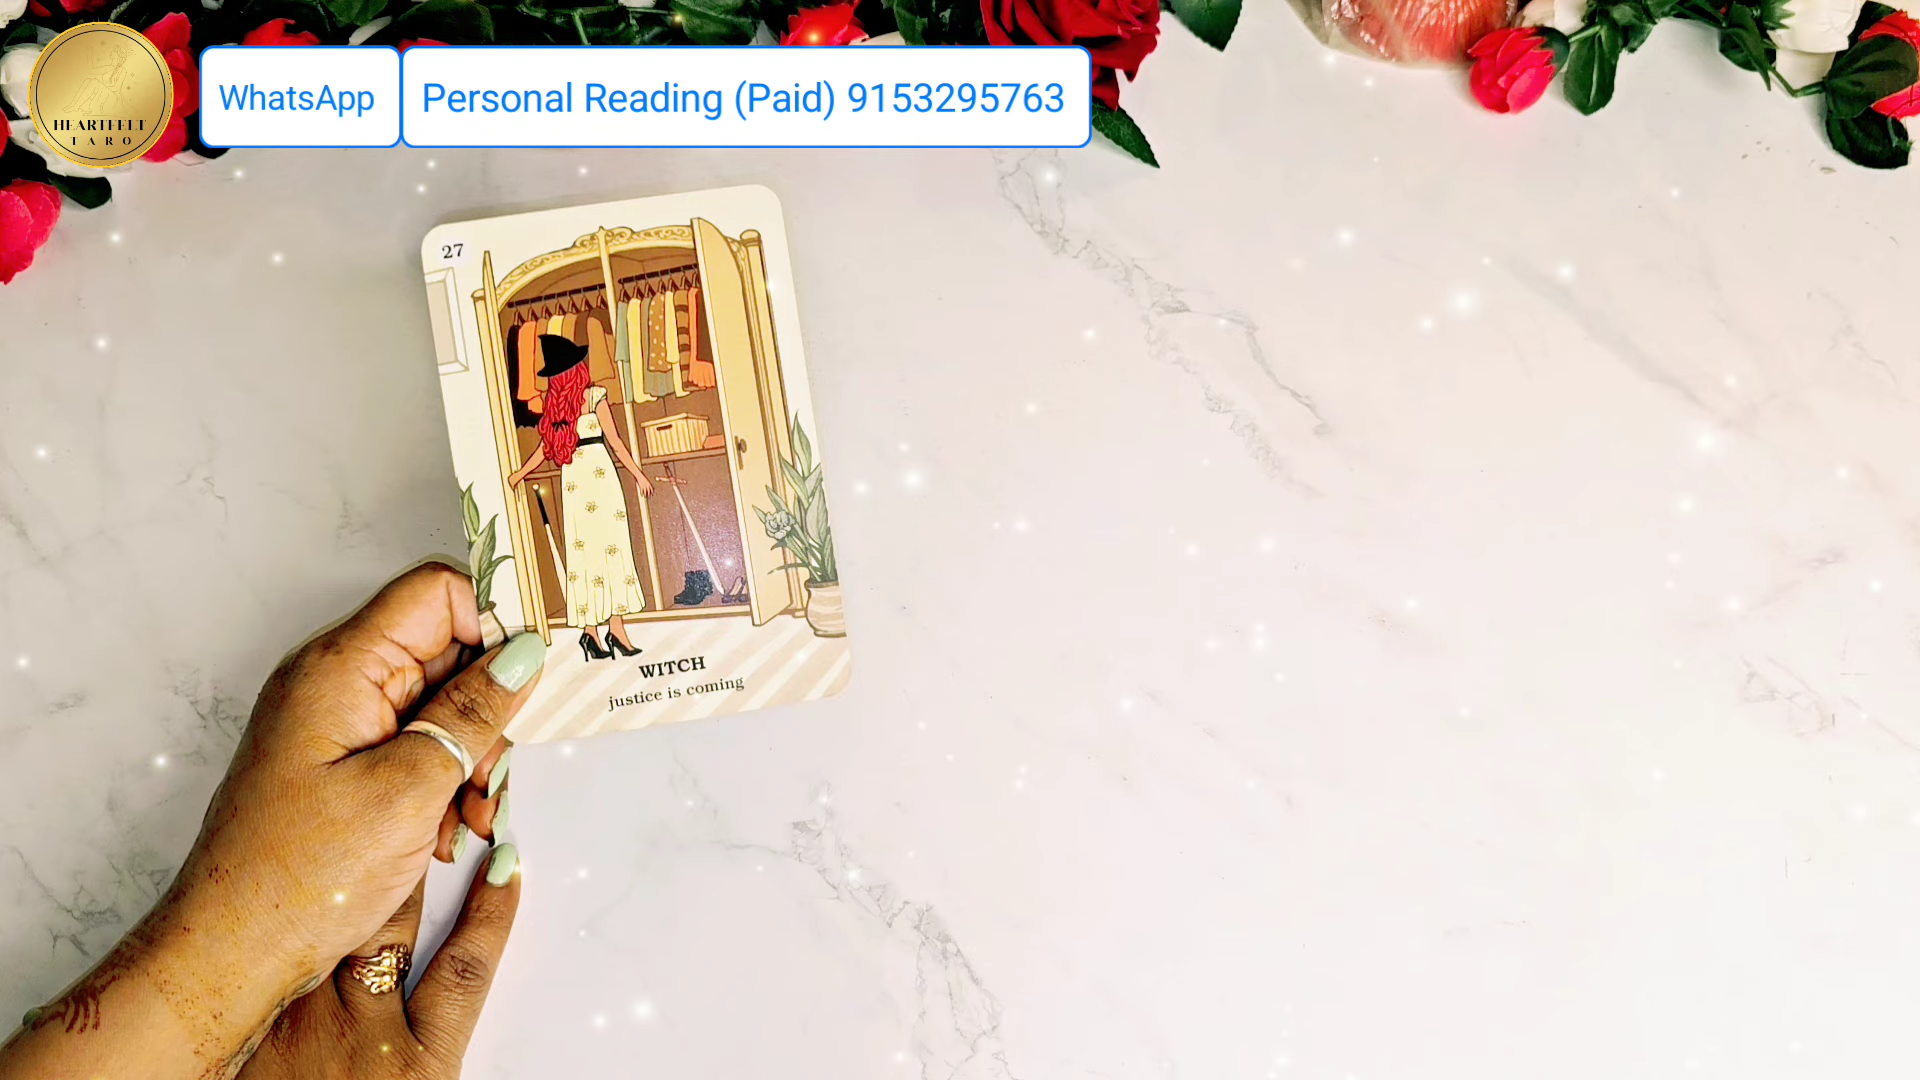 HEARTFELT
TARO
WhatsApp
Personal Reading (Paid) 9153295763
27
WITCH
justice is coming